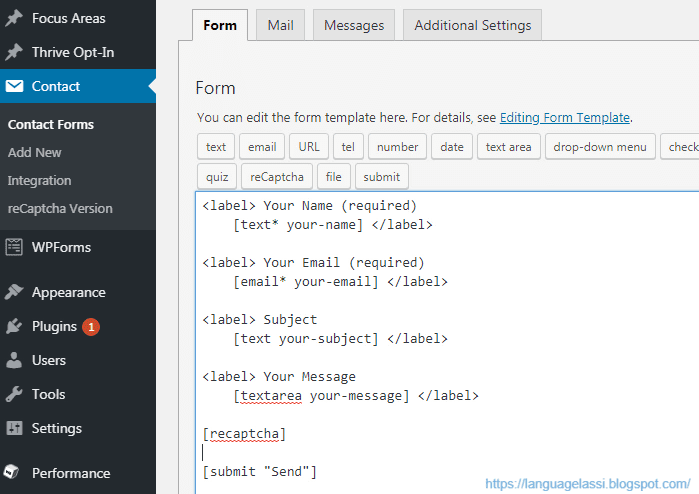 Focus Areas
Thrive Opt-In
Contact
Contact Forms
Add New
Integration
reCaptcha Version
WPForms
Appearance
Plugins 1
Users
Tools
Settings
Performance
Form Mail Messages Additional Settings
Form
You can edit the form template here. For details, see Editing Form Template.
text email URL tel number date text area drop-down menu check
quiz reCaptcha file submit
<label> Your Name (required)
[text* your-name] </label>
<label> Your Email (required)
[email* your-email] </label>
<label> Subject
[text your-subject] </label>
<label> Your Message
[textarea your-message] </label>
[recaptcha]
[submit "Send"]
https://languagelassi.blogspot.com/